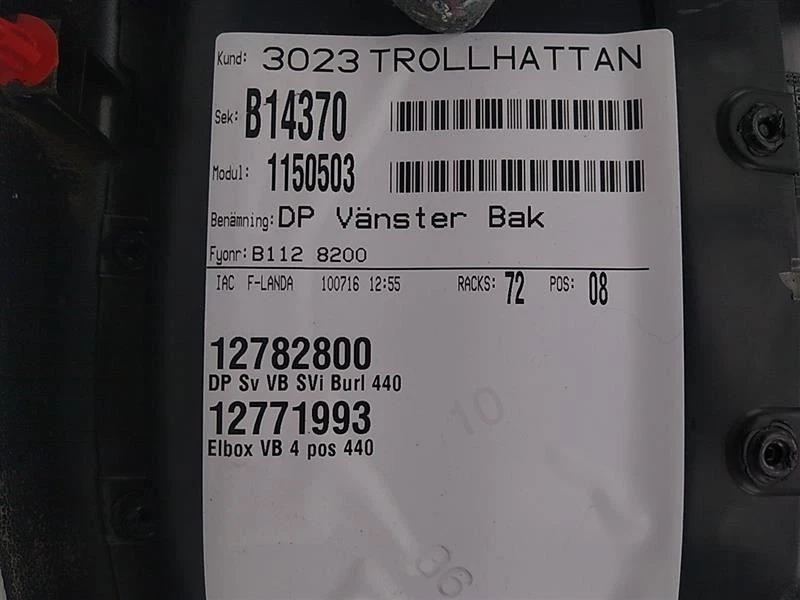 Kund: 3023 TROLLHATTAN
Sek: B14370
Modul: 1150503
Benämning: DP Vänster Bak
Fyonr: B112 8200
IAC F-LANDA 100716 12:55 RACKS: 72 POS: 08
12782800
DP Sv VB SVi Burl 440
12771993
Elbox VB 4 pos 440
10
36